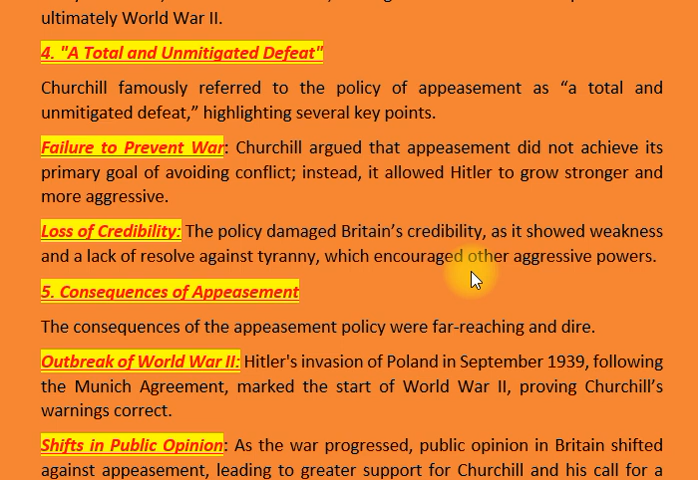 ultimately World War II.
4. "A Total and Unmitigated Defeat"
Churchill famously referred to the policy of appeasement as “a total and
unmitigated defeat,” highlighting several key points.
Failure to Prevent War: Churchill argued that appeasement did not achieve its
primary goal of avoiding conflict; instead, it allowed Hitler to grow stronger and
more aggressive.
Loss of Credibility: The policy damaged Britain’s credibility, as it showed weakness
and a lack of resolve against tyranny, which encouraged other aggressive powers.
5. Consequences of Appeasement
The consequences of the appeasement policy were far-reaching and dire.
Outbreak of World War II: Hitler's invasion of Poland in September 1939, following
the Munich Agreement, marked the start of World War II, proving Churchill’s
warnings correct.
Shifts in Public Opinion: As the war progressed, public opinion in Britain shifted
against appeasement, leading to greater support for Churchill and his call for a